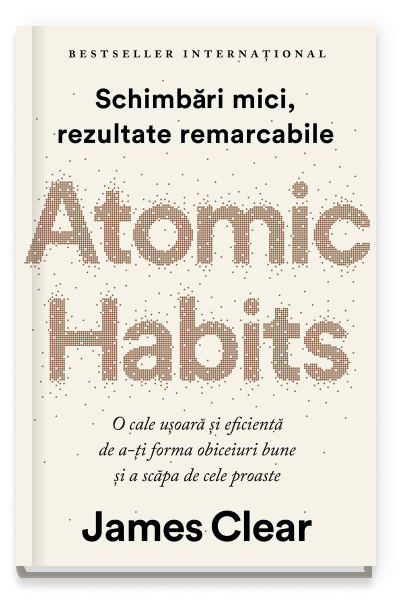 BESTSELLER INTERNAȚIONAL
Schimbări mici,
rezultate remarcabile
Atomic
Habits
O cale ușoară și eficientă
de a-ți forma obiceiuri bune
și a scăpa de cele proaste
James Clear